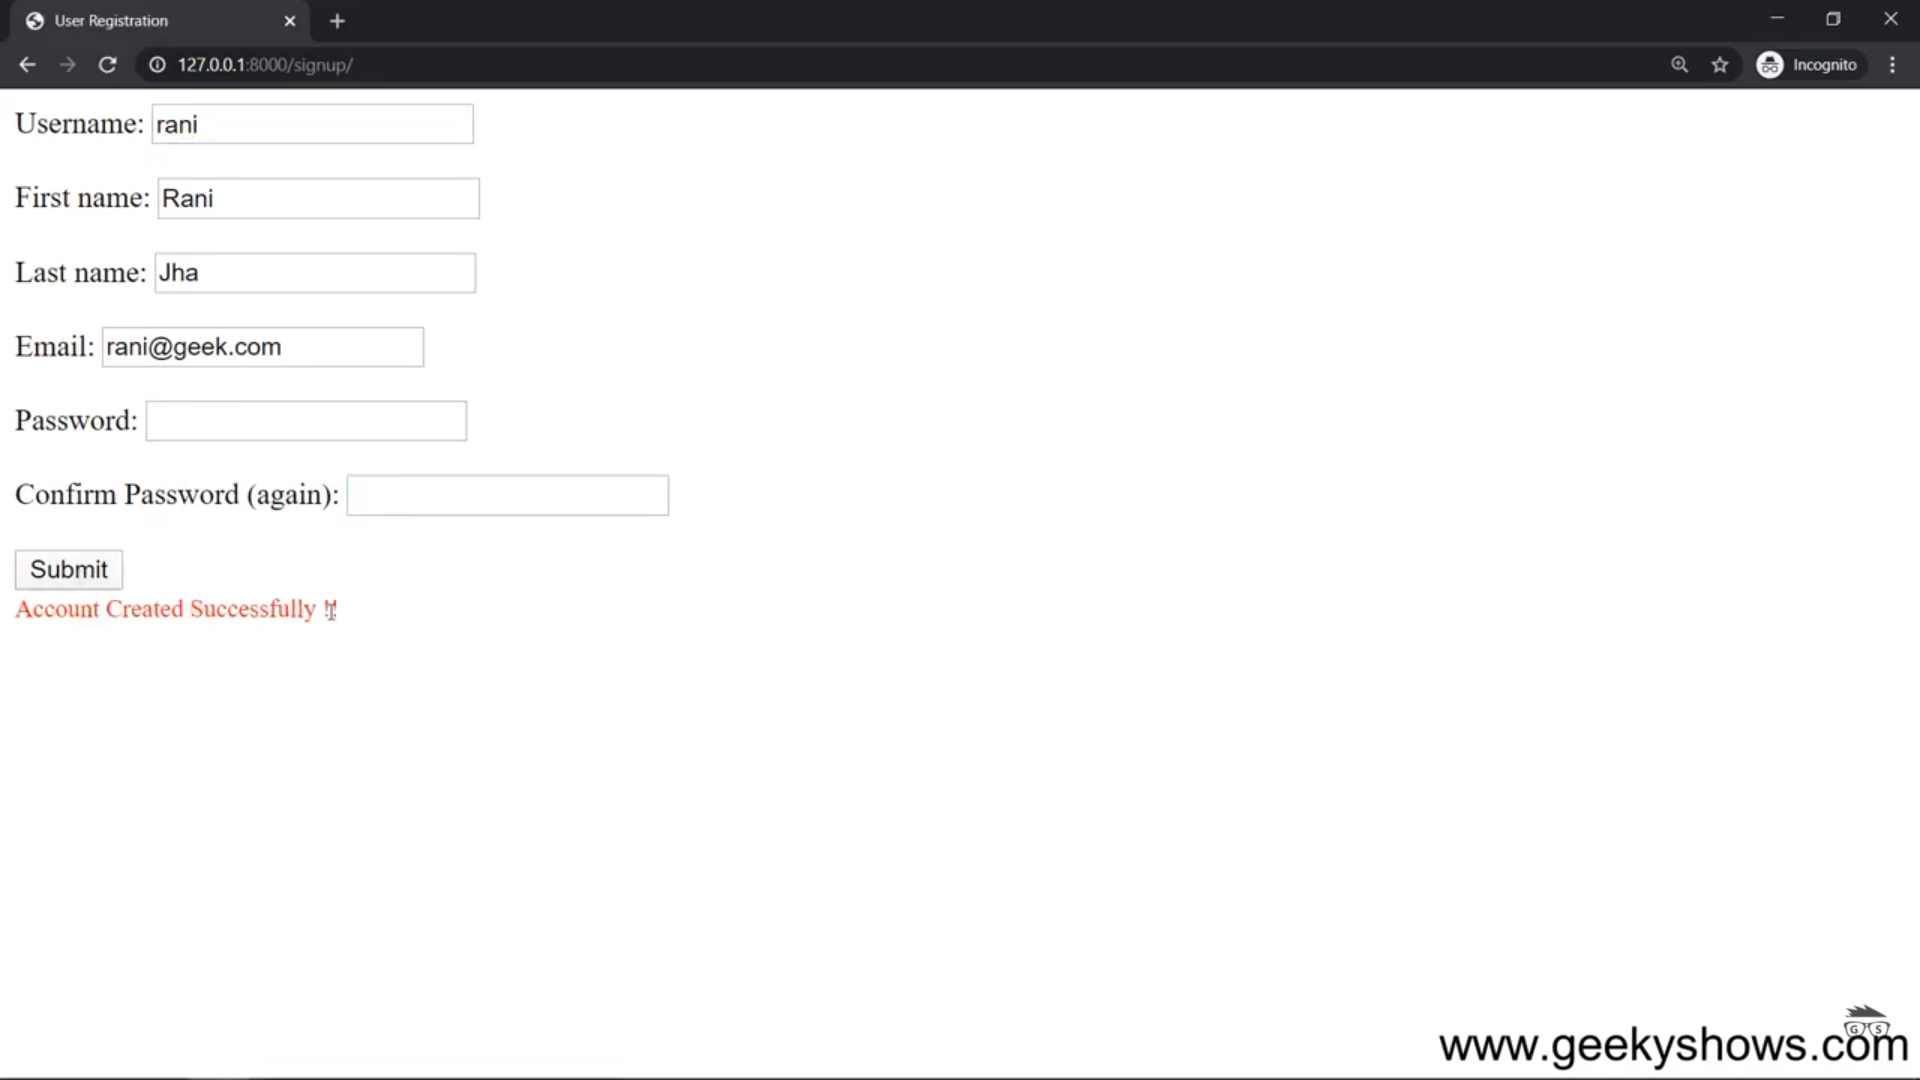 User Registration
127.0.0.1:8000/signup/
Incognito
Username: rani
First name: Rani
Last name: Jha
Email: rani@geek.com
Password:
Confirm Password (again):
Submit
Account Created Successfully !!
GS
www.geekyshows.com